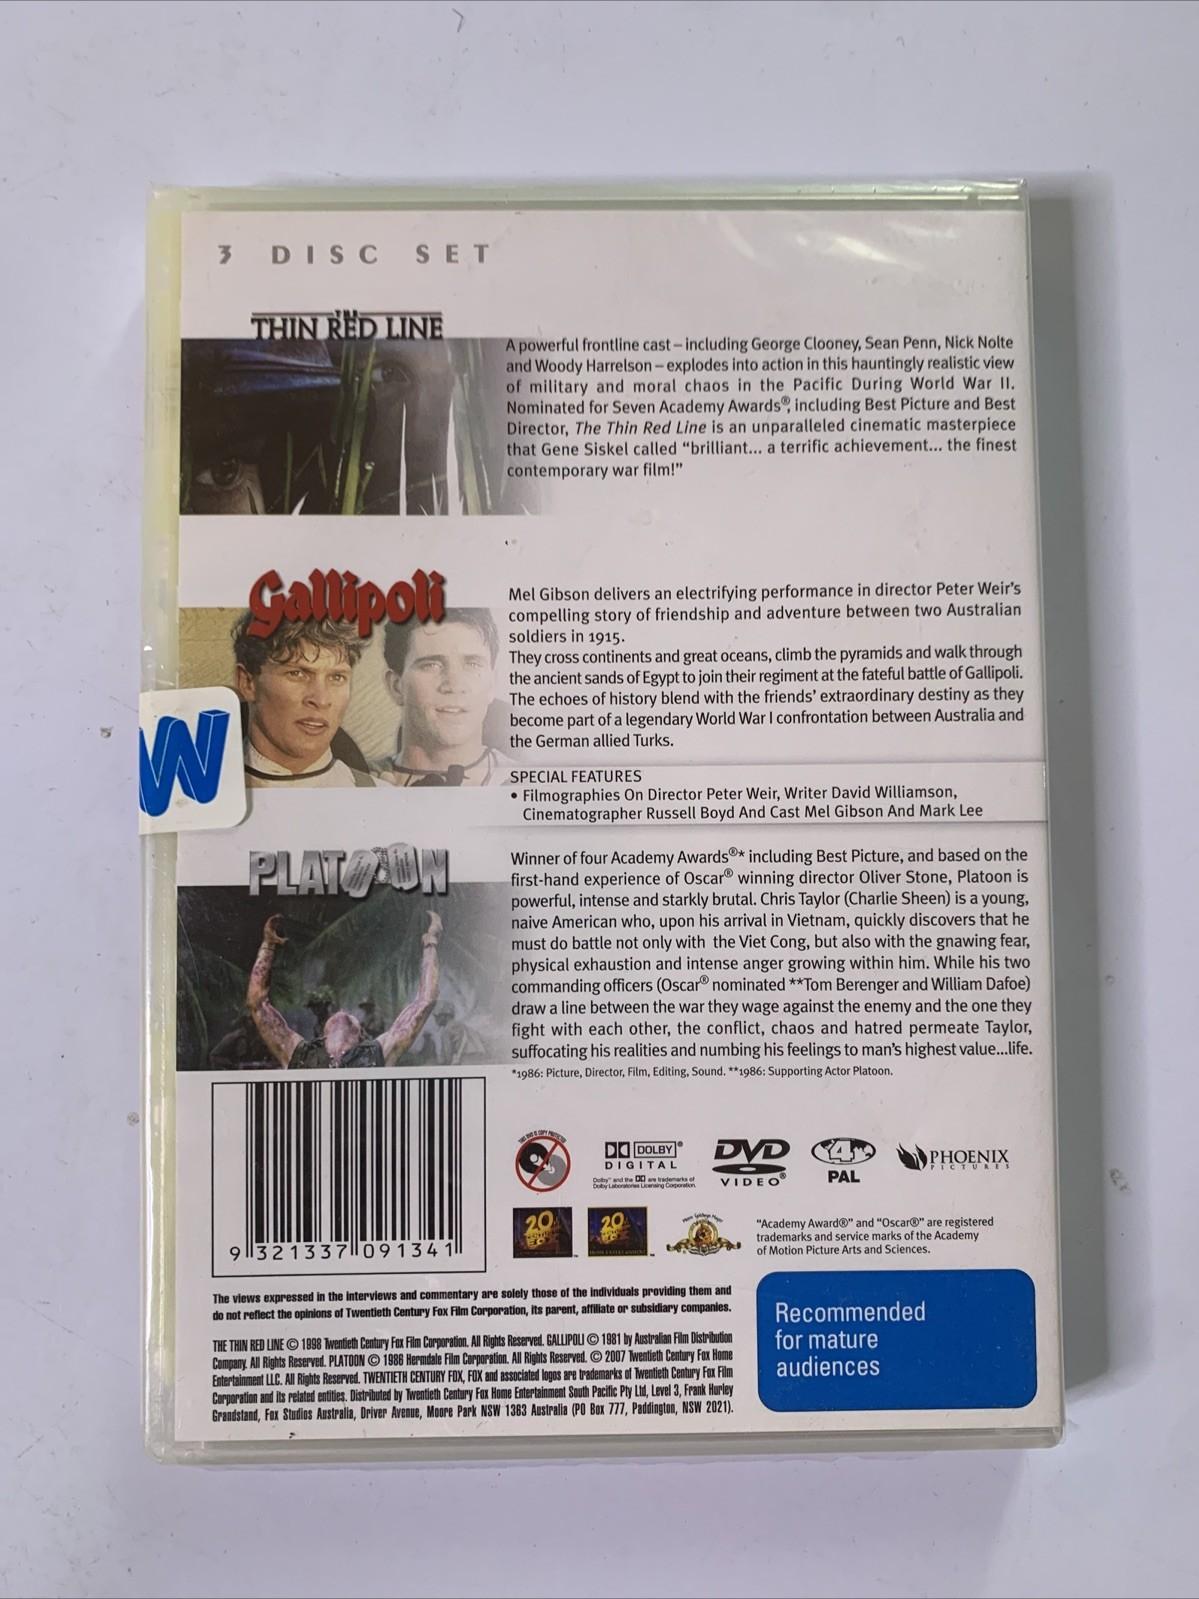 3 DISC SET
THE
THIN RED LINE
A powerful frontline cast – including George Clooney, Sean Penn, Nick Nolte
and Woody Harrelson – explodes into action in this hauntingly realistic view
of military and moral chaos in the Pacific During World War II.
Nominated for Seven Academy Awards®, including Best Picture and Best
Director, The Thin Red Line is an unparalleled cinematic masterpiece
that Gene Siskel called “brilliant... a terrific achievement... the finest
contemporary war film!”
Gallipoli
Mel Gibson delivers an electrifying performance in director Peter Weir's
compelling story of friendship and adventure between two Australian
soldiers in 1915.
They cross continents and great oceans, climb the pyramids and walk through
the ancient sands of Egypt to join their regiment at the fateful battle of Gallipoli.
The echoes of history blend with the friends' extraordinary destiny as they
become part of a legendary World War I confrontation between Australia and
the German allied Turks.
W
SPECIAL FEATURES
• Filmographies On Director Peter Weir, Writer David Williamson,
Cinematographer Russell Boyd And Cast Mel Gibson And Mark Lee
PLATOON
Winner of four Academy Awards®* including Best Picture, and based on the
first-hand experience of Oscar® winning director Oliver Stone, Platoon is
powerful, intense and starkly brutal. Chris Taylor (Charlie Sheen) is a young,
naive American who, upon his arrival in Vietnam, quickly discovers that he
must do battle not only with the Viet Cong, but also with the gnawing fear,
physical exhaustion and intense anger growing within him. While his two
commanding officers (Oscar® nominated **Tom Berenger and William Dafoe)
draw a line between the war they wage against the enemy and the one they
fight with each other, the conflict, chaos and hatred permeate Taylor,
suffocating his realities and numbing his feelings to man's highest value...life.
*1986: Picture, Director, Film, Editing, Sound. **1986: Supporting Actor Platoon.
9 321337 091341
THIS DVD IS COPY PROTECTED
DOLBY®
DIGITAL
Dolby" and the DD are trademarks of
Dolby Laboratories Licensing Corporation.
DVD
VIDEO®
4
PAL
PHOENIX
PICTURES
20
20
"Academy Award®" and "Oscar®" are registered
trademarks and service marks of the Academy
of Motion Picture Arts and Sciences.
The views expressed in the interviews and commentary are solely those of the individuals providing them and
do not reflect the opinions of Twentieth Century Fox Film Corporation, its parent, affiliate or subsidiary companies.
THE THIN RED LINE © 1998 Twentieth Century Fox Film Corporation. All Rights Reserved. GALLIPOLI © 1981 by Australian Film Distribution
Company. All Rights Reserved. PLATOON © 1986 Hermdale Film Corporation. All Rights Reserved. © 2007 Twentieth Century Fox Home
Entertainment LLC. All Rights Reserved. TWENTIETH CENTURY FOX, FOX and associated logos are trademarks of Twentieth Century Fox Film
Corporation and its related entities. Distributed by Twentieth Century Fox Home Entertainment South Pacific Pty Ltd, Level 3, Frank Hurley
Grandstand, Fox Studios Australia, Driver Avenue, Moore Park NSW 1363 Australia (PO Box 777, Paddington, NSW 2021).
Recommended
for mature
audiences